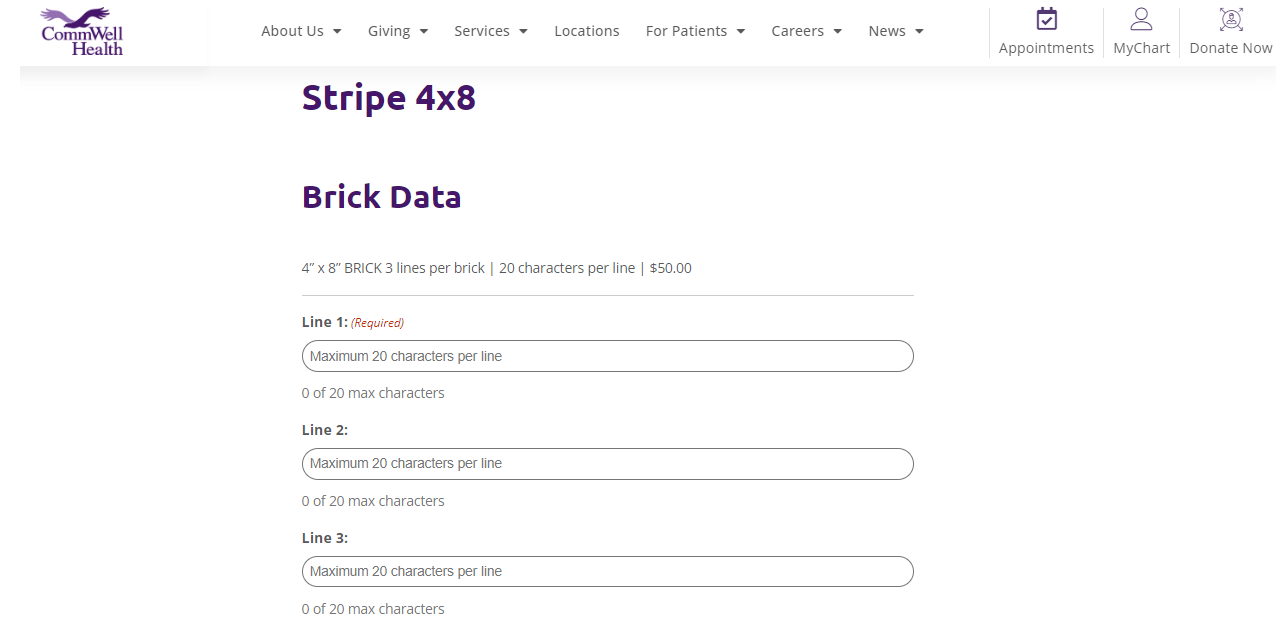 CommWell
Health
About Us
Giving
Services
Locations
For Patients
Careers
News
Appointments
MyChart
Donate Now
Stripe 4x8
Brick Data
4” x 8” BRICK 3 lines per brick | 20 characters per line | $50.00
Line 1: (Required)
Maximum 20 characters per line
0 of 20 max characters
Line 2:
Maximum 20 characters per line
0 of 20 max characters
Line 3:
Maximum 20 characters per line
0 of 20 max characters